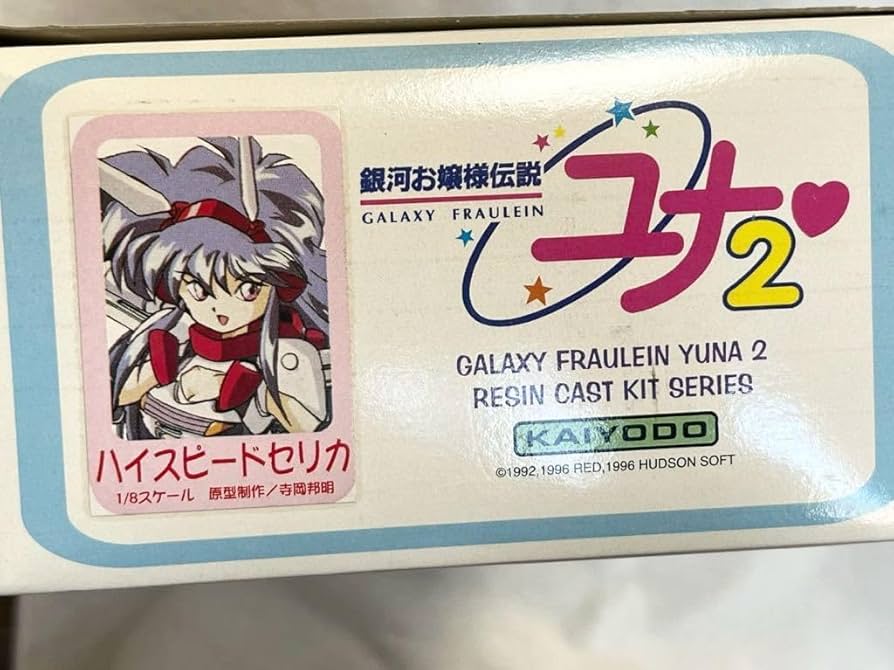 銀河お嬢様伝説
GALAXY FRAULEIN
ユナ2
GALAXY FRAULEIN YUNA 2
RESIN CAST KIT SERIES
KAIYODO
©1992,1996 RED,1996 HUDSON SOFT
ハイスピードセリカ
1/8スケール 原型制作/寺岡邦明